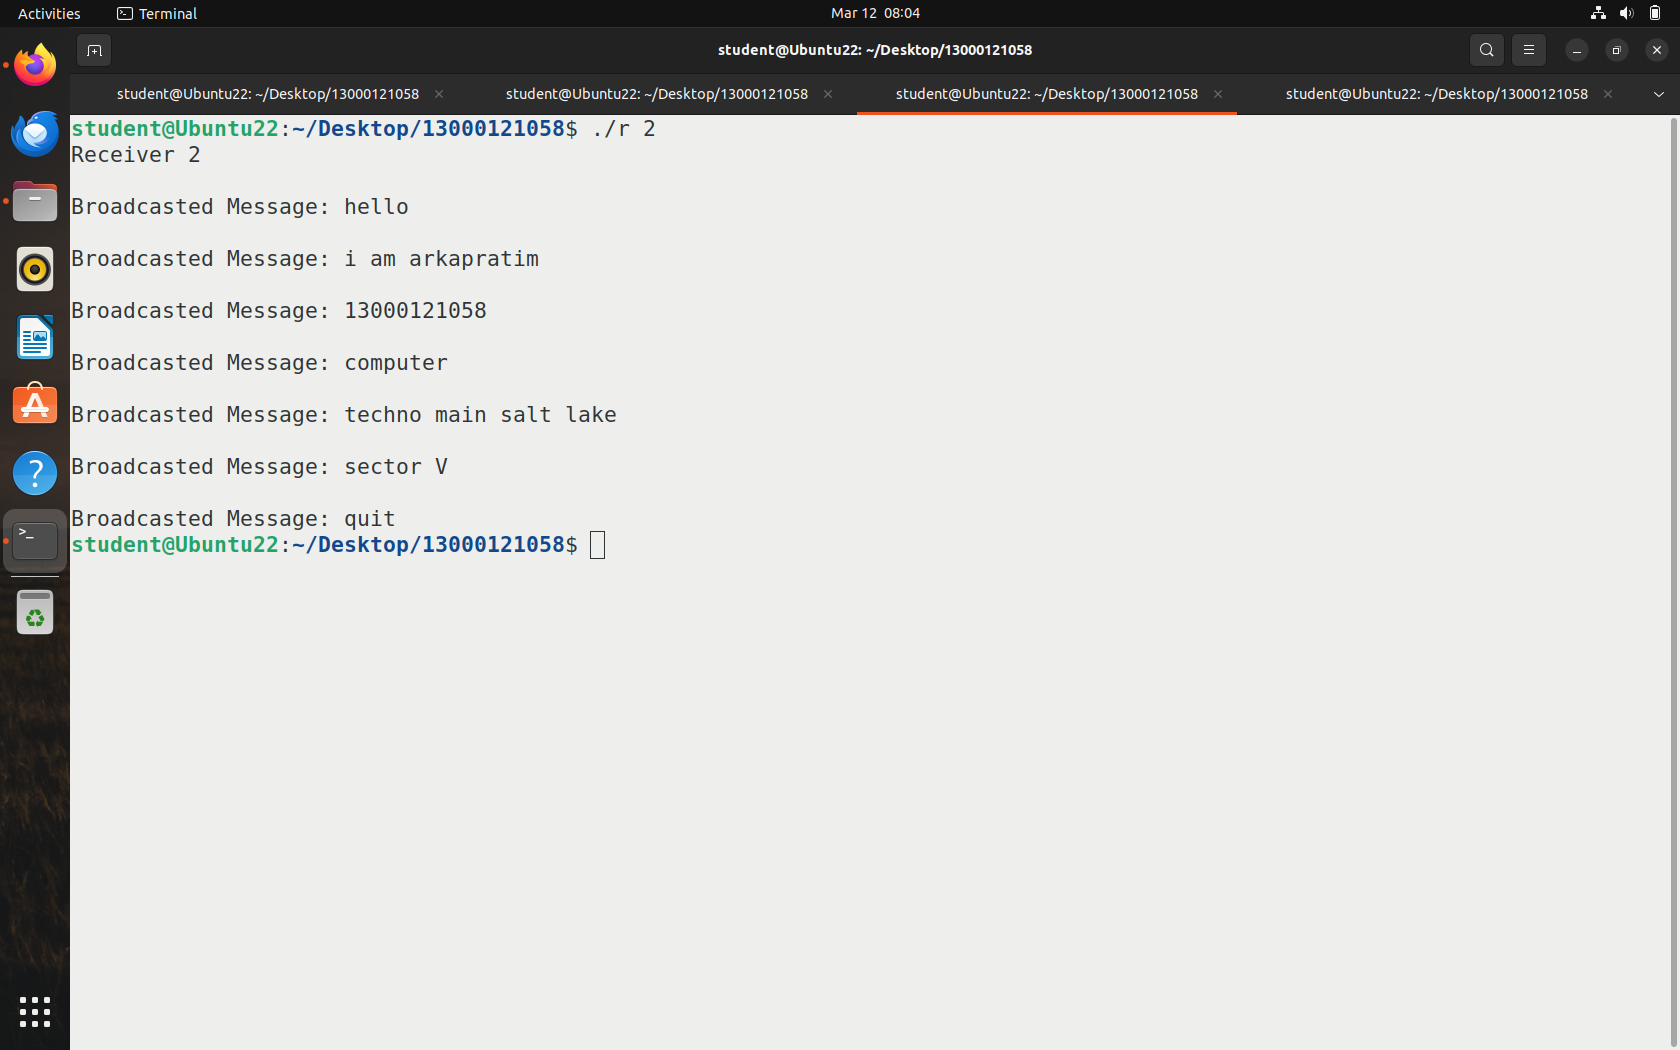 Activities
Terminal
Mar 12 08:04
student@Ubuntu22: ~/Desktop/13000121058
student@Ubuntu22: ~/Desktop/13000121058
student@Ubuntu22: ~/Desktop/13000121058
student@Ubuntu22: ~/Desktop/13000121058
student@Ubuntu22: ~/Desktop/13000121058
student@Ubuntu22:~/Desktop/13000121058$ ./r 2
Receiver 2
Broadcasted Message: hello
Broadcasted Message: i am arkapratim
Broadcasted Message: 13000121058
Broadcasted Message: computer
Broadcasted Message: techno main salt lake
Broadcasted Message: sector V
Broadcasted Message: quit
student@Ubuntu22:~/Desktop/13000121058$